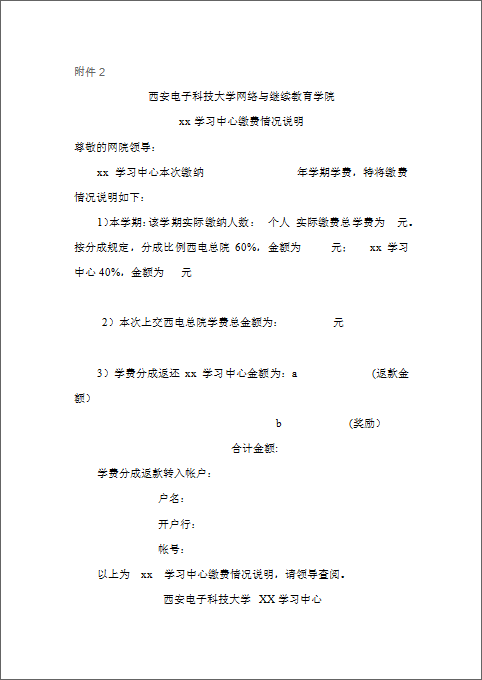 附件 2
西安电子科技大学网络与继续教育学院
xx 学习中心缴费情况说明
尊敬的网院领导：
xx 学习中心本次缴纳 年学期学费，特将缴费
情况说明如下：
1)本学期：该学期实际缴纳人数： 个人 实际缴费总学费为 元。
按分成规定，分成比例西电总院 60%，金额为 元； xx 学习
中心 40%，金额为 元
2）本次上交西电总院学费总金额为： 元
3）学费分成返还 xx 学习中心金额为：a (返款金
额）
b (奖励）
合计金额:
学费分成返款转入帐户：
户名：
开户行：
帐号：
以上为 xx 学习中心缴费情况说明，请领导查阅。
西安电子科技大学 XX 学习中心